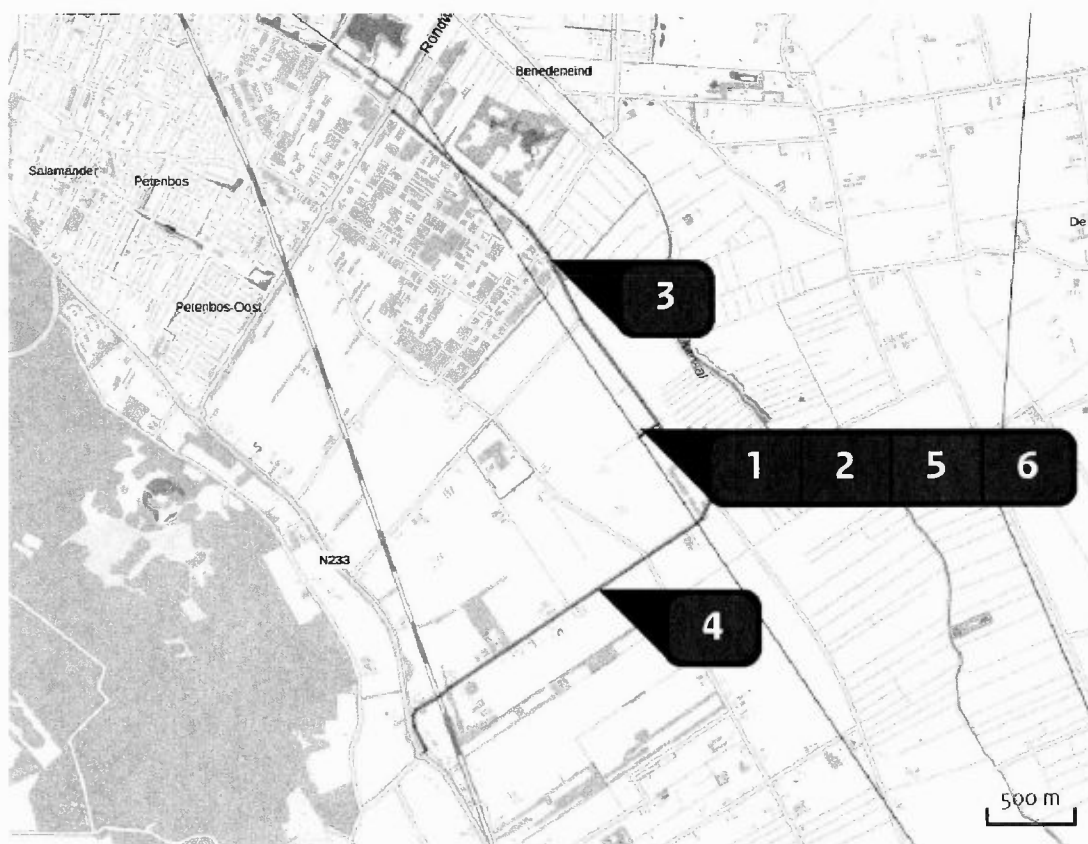 Rondw
Benedeneind
Salamander
Petenbos
De
3
Petenbos-Oost
1 2 5 6
N233
4
500 m